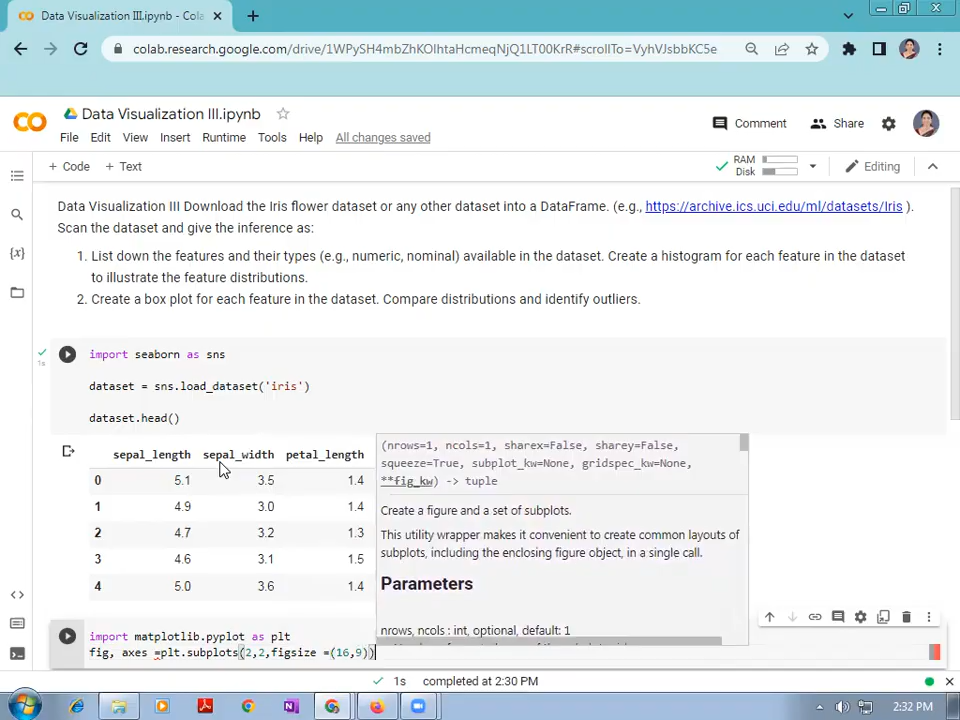 Data Visualization III.ipynb - Cola
colab.research.google.com/drive/1WPySH4mbZhKOlhtaHcmeqNjQ1LT00KrR#scrollTo=VyhVJsbbKC5e
Data Visualization III.ipynb
File Edit View Insert Runtime Tools Help All changes saved
Comment Share
+ Code + Text
RAM
Disk
Editing
Data Visualization III Download the Iris flower dataset or any other dataset into a DataFrame. (e.g., https://archive.ics.uci.edu/ml/datasets/Iris ).
Scan the dataset and give the inference as:
1. List down the features and their types (e.g., numeric, nominal) available in the dataset. Create a histogram for each feature in the dataset
to illustrate the feature distributions.
2. Create a box plot for each feature in the dataset. Compare distributions and identify outliers.
1s
import seaborn as sns
dataset = sns.load_dataset('iris')
dataset.head()
sepal_length sepal_width petal_length
0 5.1 3.5 1.4
1 4.9 3.0 1.4
2 4.7 3.2 1.3
3 4.6 3.1 1.5
4 5.0 3.6 1.4
(nrows=1, ncols=1, sharex=False, sharey=False,
squeeze=True, subplot_kw=None, gridspec_kw=None,
**fig_kw) -> tuple
Create a figure and a set of subplots.
This utility wrapper makes it convenient to create common layouts of
subplots, including the enclosing figure object, in a single call.
Parameters
nrows, ncols : int, optional, default: 1
import matplotlib.pyplot as plt
fig, axes =plt.subplots(2,2,figsize =(16,9))
1s completed at 2:30 PM
2:32 PM